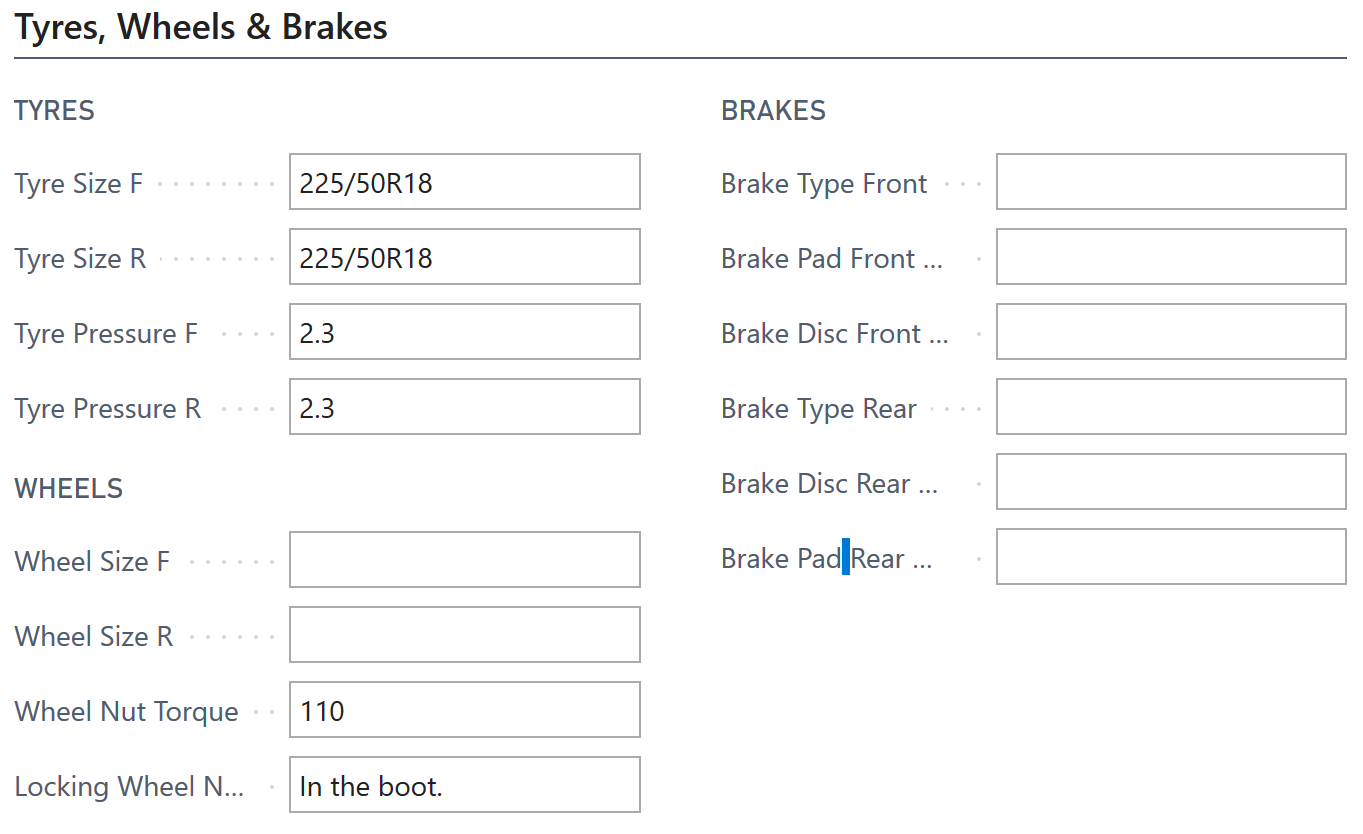 Tyres, Wheels & Brakes
TYRES
Tyre Size F
225/50R18
Tyre Size R
225/50R18
Tyre Pressure F
2.3
Tyre Pressure R
2.3
WHEELS
Wheel Size F
Wheel Size R
Wheel Nut Torque
110
Locking Wheel N...
In the boot.
BRAKES
Brake Type Front
Brake Pad Front ...
Brake Disc Front ...
Brake Type Rear
Brake Disc Rear ...
Brake Pad Rear ...